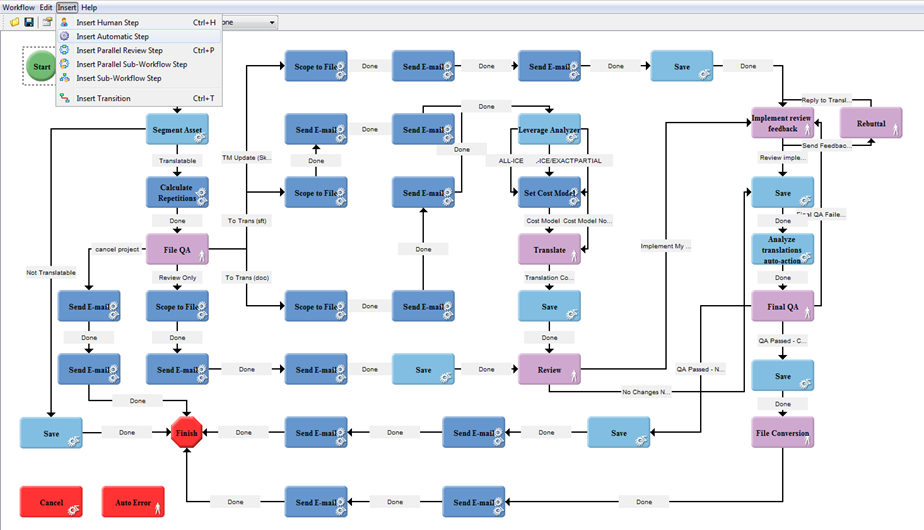 Workflow Edit Insert Help
one
Insert Human Step Ctrl+H
Insert Automatic Step
Insert Parallel Review Step Ctrl+P
Insert Parallel Sub-Workflow Step
Insert Sub-Workflow Step
Insert Transition Ctrl+T
Start
Scope to File
Done
Send E-mail
Done
Send E-mail
Done
Save
Done
Segment Asset
Send E-mail
Done
Send E-mail
Done
Leverage Analyzer
Implement review
feedback
Reply to Transl...
Rebuttal
Send Feedbac...
Translatable
TM Update (Sk...
Done
Done
ALL-ICE
.-ICE/EXACT
PARTIAL
Review imple...
Calculate
Repetitions
Scope to File
Send E-mail
Set Cost Model
Save
Done
To Trans (sft)
Cost Model
Cost Model No...
Done
Final QA Faile...
cancel project
File QA
Done
Translate
Implement My ...
Analyze
translations
auto-action
Not Translatable
Review Only
To Trans (doc)
Translation Co...
Done
Send E-mail
Scope to File
Scope to File
Done
Send E-mail
Save
Final QA
Done
Done
Done
QA Passed - C...
Send E-mail
Send E-mail
Done
Send E-mail
Done
Save
Done
Review
QA Passed - N...
Save
Done
No Changes N...
Done
Save
Done
Finish
Done
Send E-mail
Done
Send E-mail
Done
Save
File Conversion
Cancel
Auto Error
Done
Send E-mail
Done
Send E-mail
Done